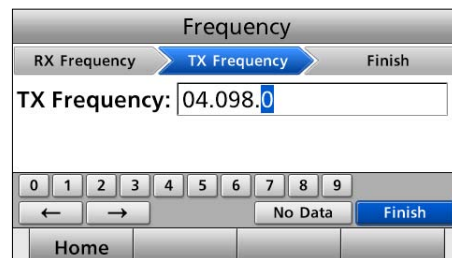 Frequency
RX Frequency TX Frequency Finish
TX Frequency: 04.098.0
0 1 2 3 4 5 6 7 8 9
← → No Data Finish
Home